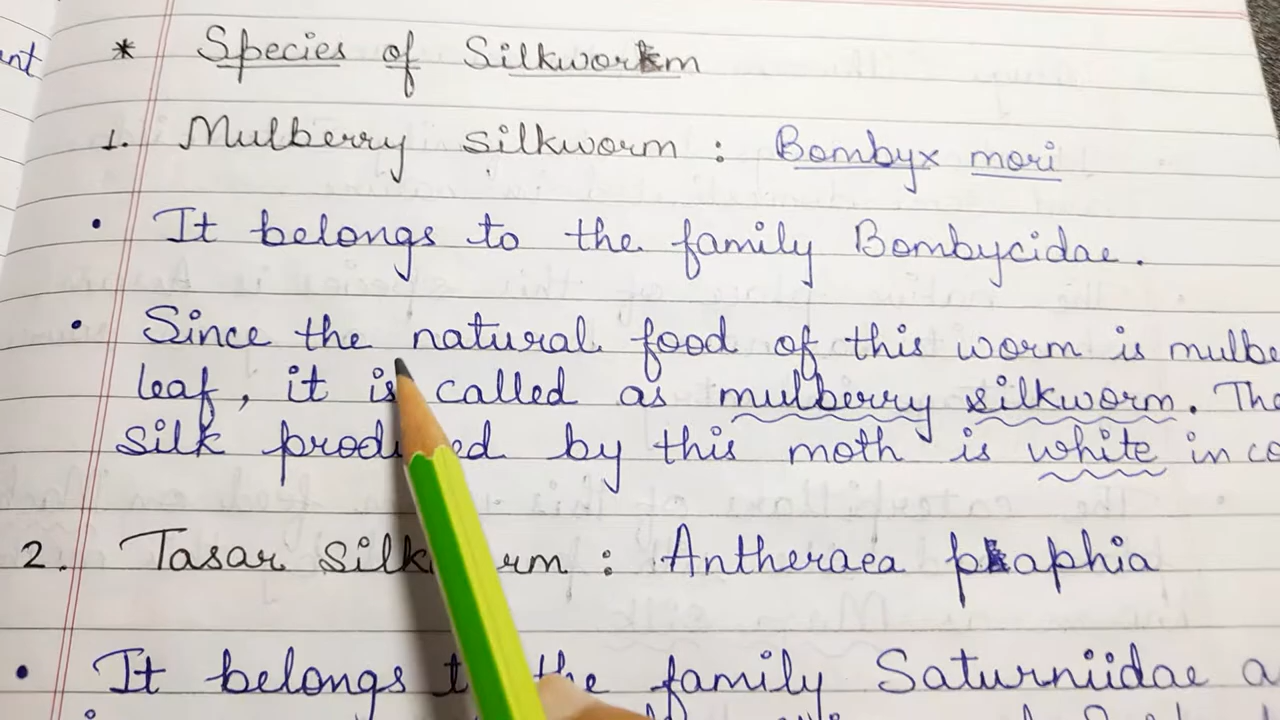 * Species of Silkworm
1. Mulberry silkworm : Bombyx mori
• It belongs to the family Bombycidae.
• Since the natural food of this worm is mulbe
leaf, it is called as mulberry silkworm. The
silk prod ed by this moth is white in co
2. Tasar Silk rm : Antheraea paphia
• It belongs t the family Saturniidae a